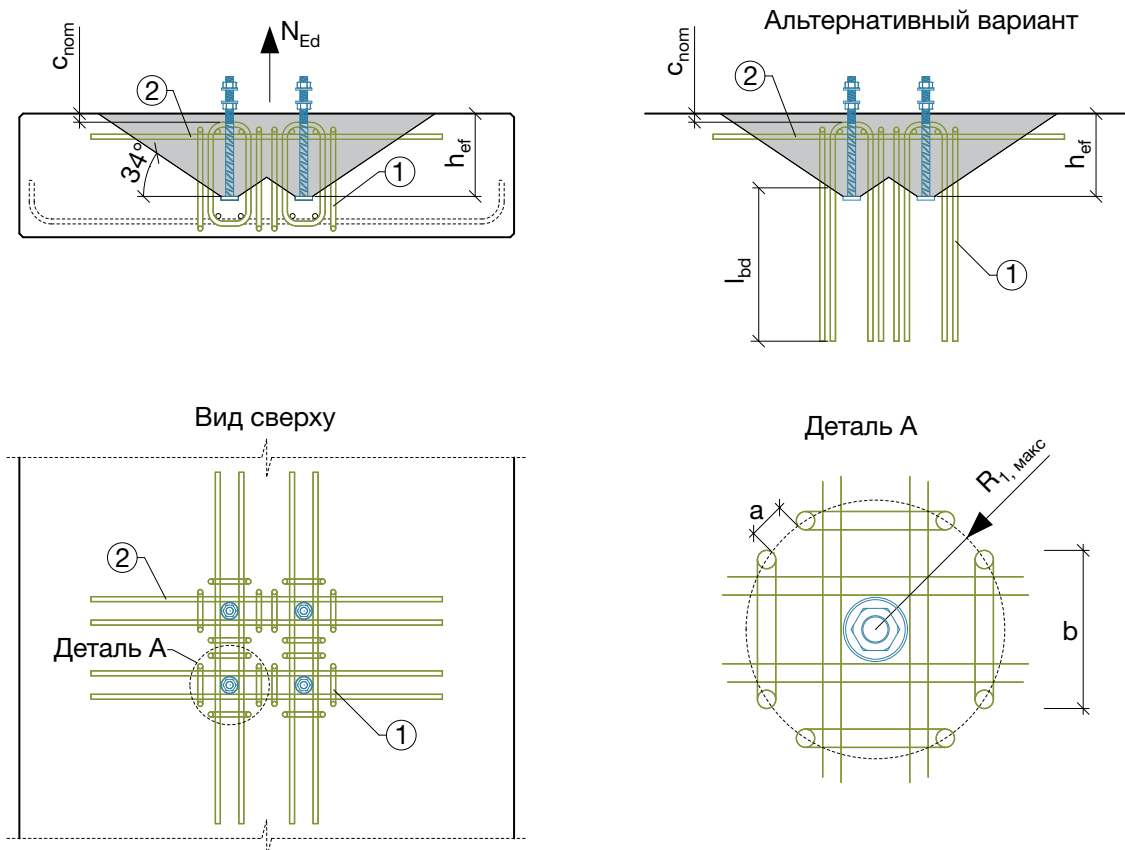 Альтернативный вариант
c_nom
N_Ed
2
34°
h_ef
1
c_nom
2
h_ef
l_bd
1
Вид сверху
Деталь A
2
Деталь A
1
R_1, макс
a
b